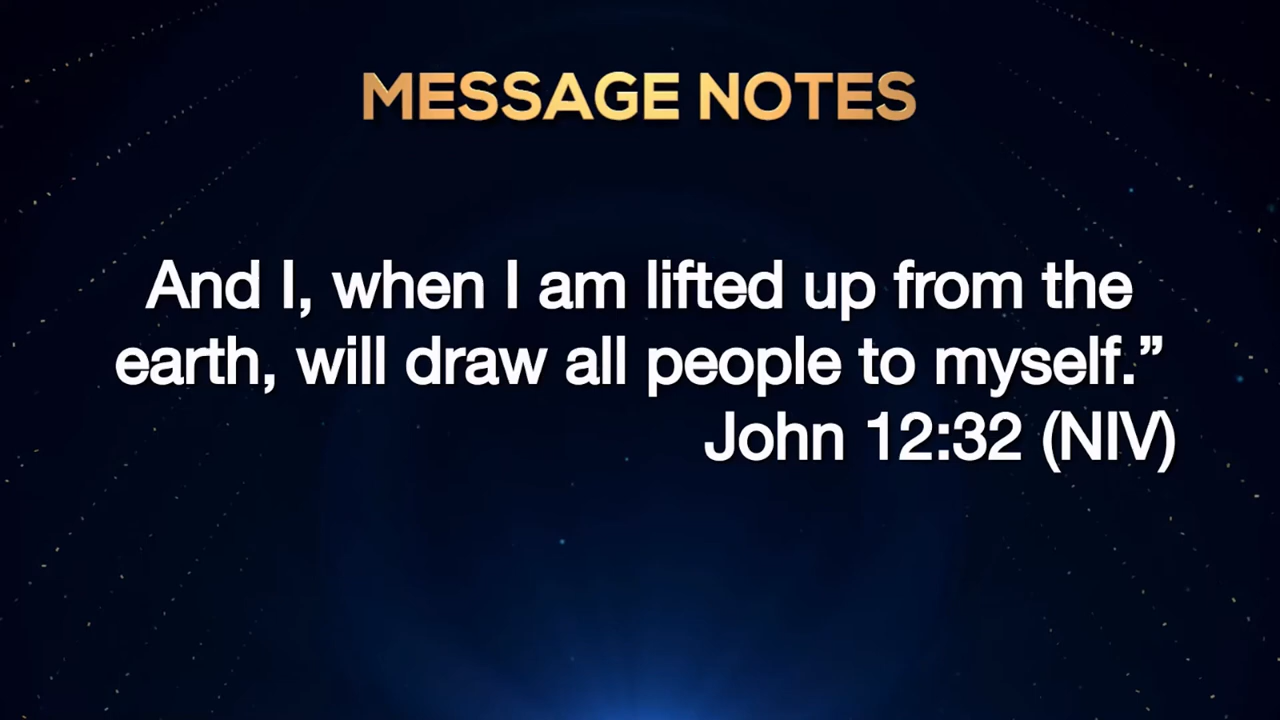 MESSAGE NOTES
And I, when I am lifted up from the
earth, will draw all people to myself.”
John 12:32 (NIV)